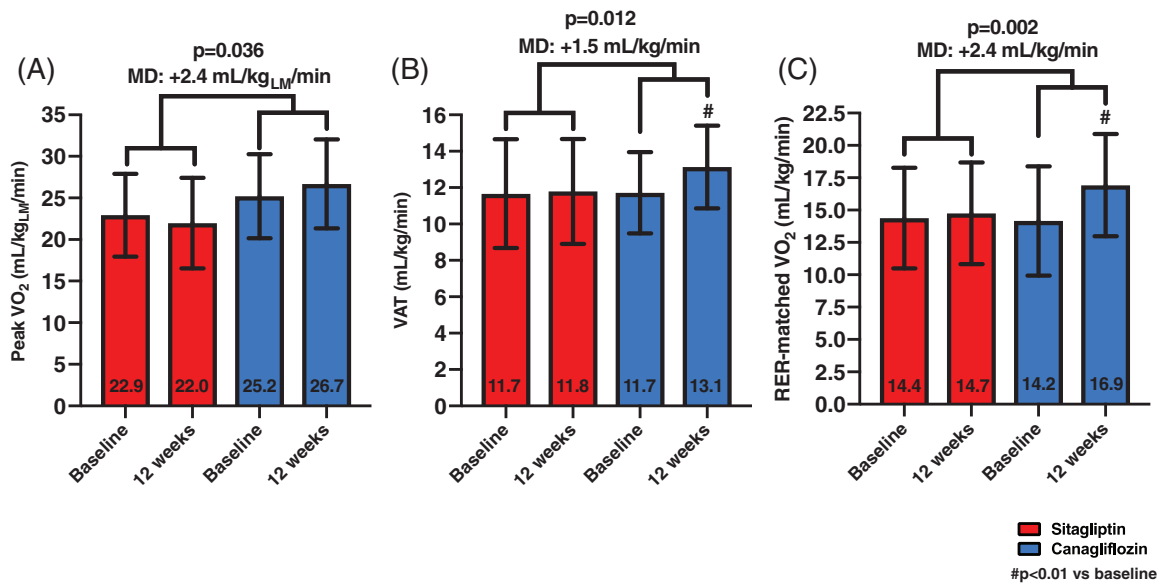 (A)
p=0.036
MD: +2.4 mL/kgLM/min
Peak VO2 (mL/kgLM/min)
35
30
25
20
15
10
5
0
22.9
22.0
25.2
26.7
Baseline
12 weeks
Baseline
12 weeks
(B)
p=0.012
MD: +1.5 mL/kg/min
#
VAT (mL/kg/min)
16
14
12
10
8
6
4
2
0
11.7
11.8
11.7
13.1
Baseline
12 weeks
Baseline
12 weeks
(C)
p=0.002
MD: +2.4 mL/kg/min
#
RER-matched VO2 (mL/kg/min)
22.5
20.0
17.5
15.0
12.5
10.0
7.5
5.0
2.5
0.0
14.4
14.7
14.2
16.9
Baseline
12 weeks
Baseline
12 weeks
Sitagliptin
Canagliflozin
#p<0.01 vs baseline